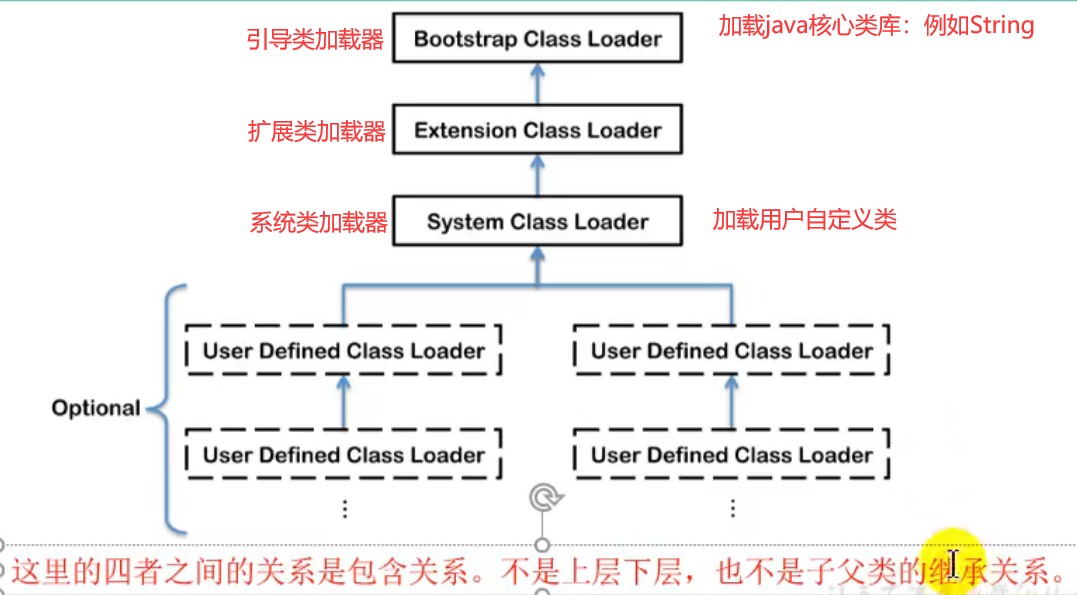 引导类加载器
Bootstrap Class Loader
加载java核心类库：例如String
扩展类加载器
Extension Class Loader
系统类加载器
System Class Loader
加载用户自定义类
User Defined Class Loader
User Defined Class Loader
Optional
User Defined Class Loader
User Defined Class Loader
这里的四者之间的关系是包含关系。不是上层下层，也不是子父类的继承关系。